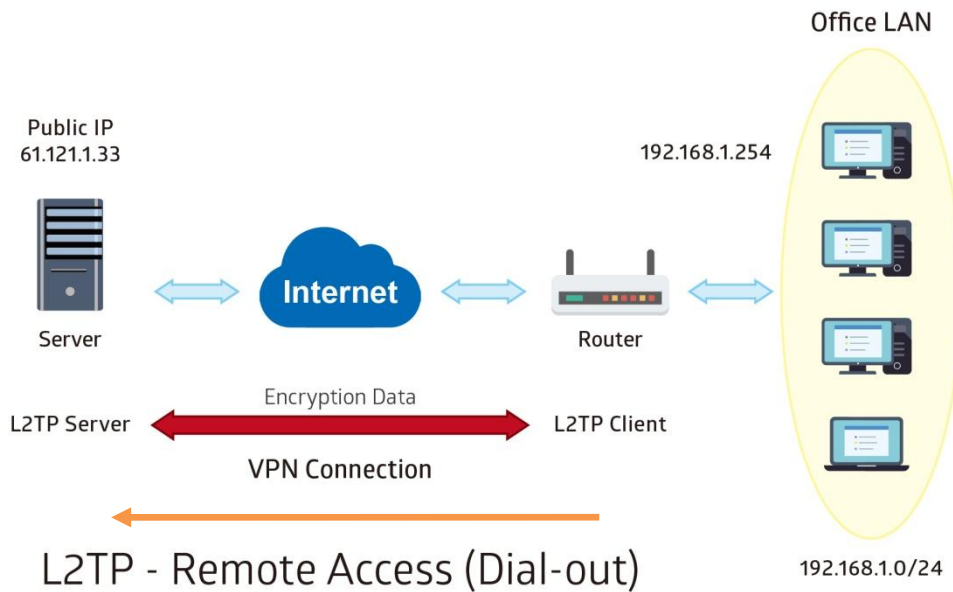 Office LAN
Public IP
61.121.1.33
192.168.1.254
Internet
Server
Router
Encryption Data
L2TP Server
L2TP Client
VPN Connection
L2TP - Remote Access (Dial-out)
192.168.1.0/24